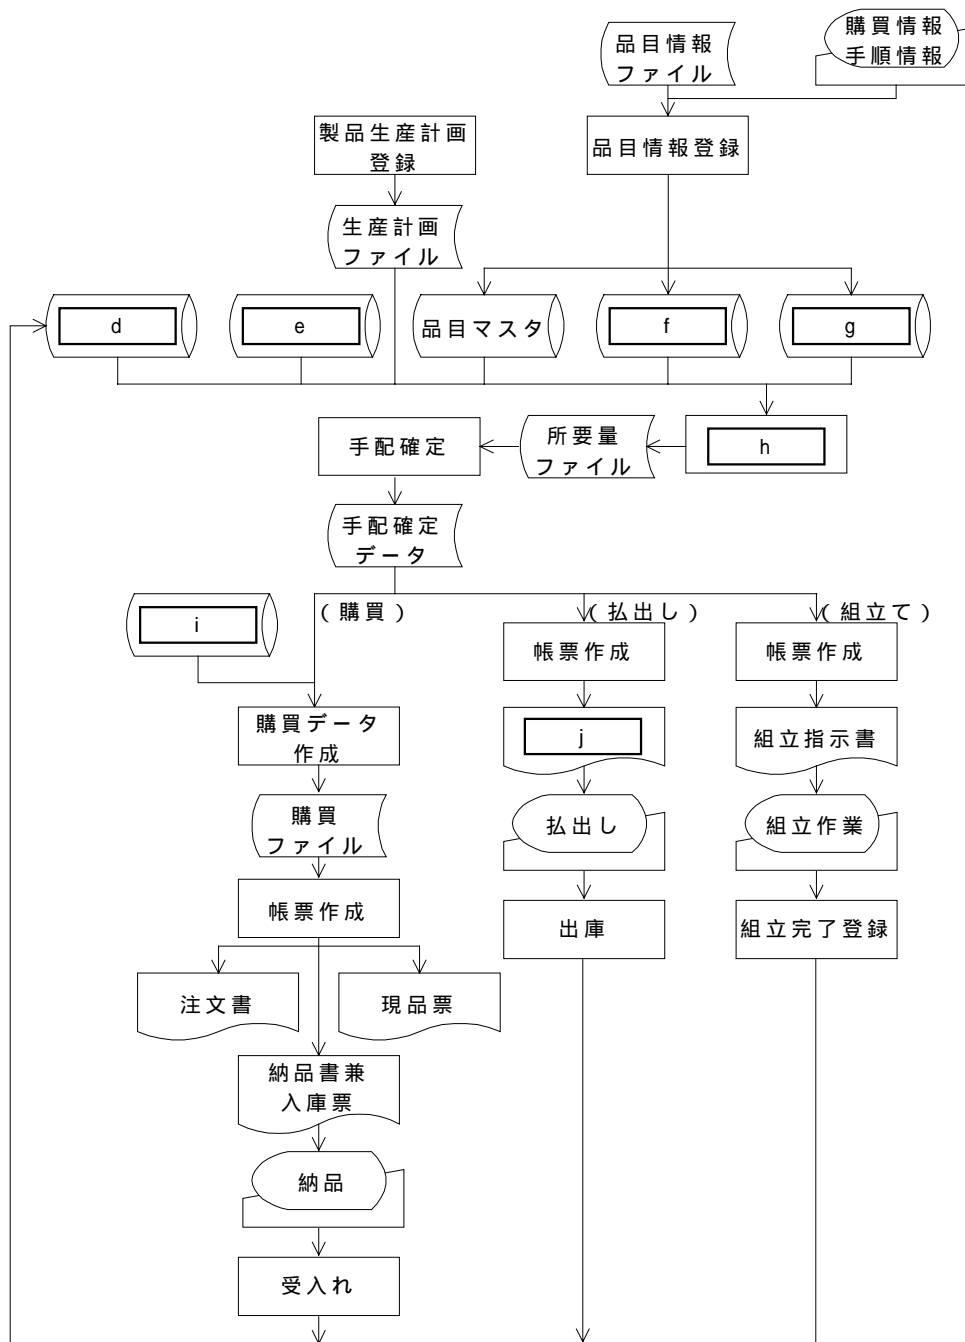 購買情報
手順情報
品目情報
ファイル
製品生産計画
登録
品目情報登録
生産計画
ファイル
d
e
品目マスタ
f
g
手配確定
所要量
ファイル
h
手配確定
データ
(購買)
(払出し)
(組立て)
i
帳票作成
帳票作成
購買データ
作成
j
組立指示書
購買
ファイル
払出し
組立作業
帳票作成
出庫
組立完了登録
注文書
現品票
納品書兼
入庫票
納品
受入れ